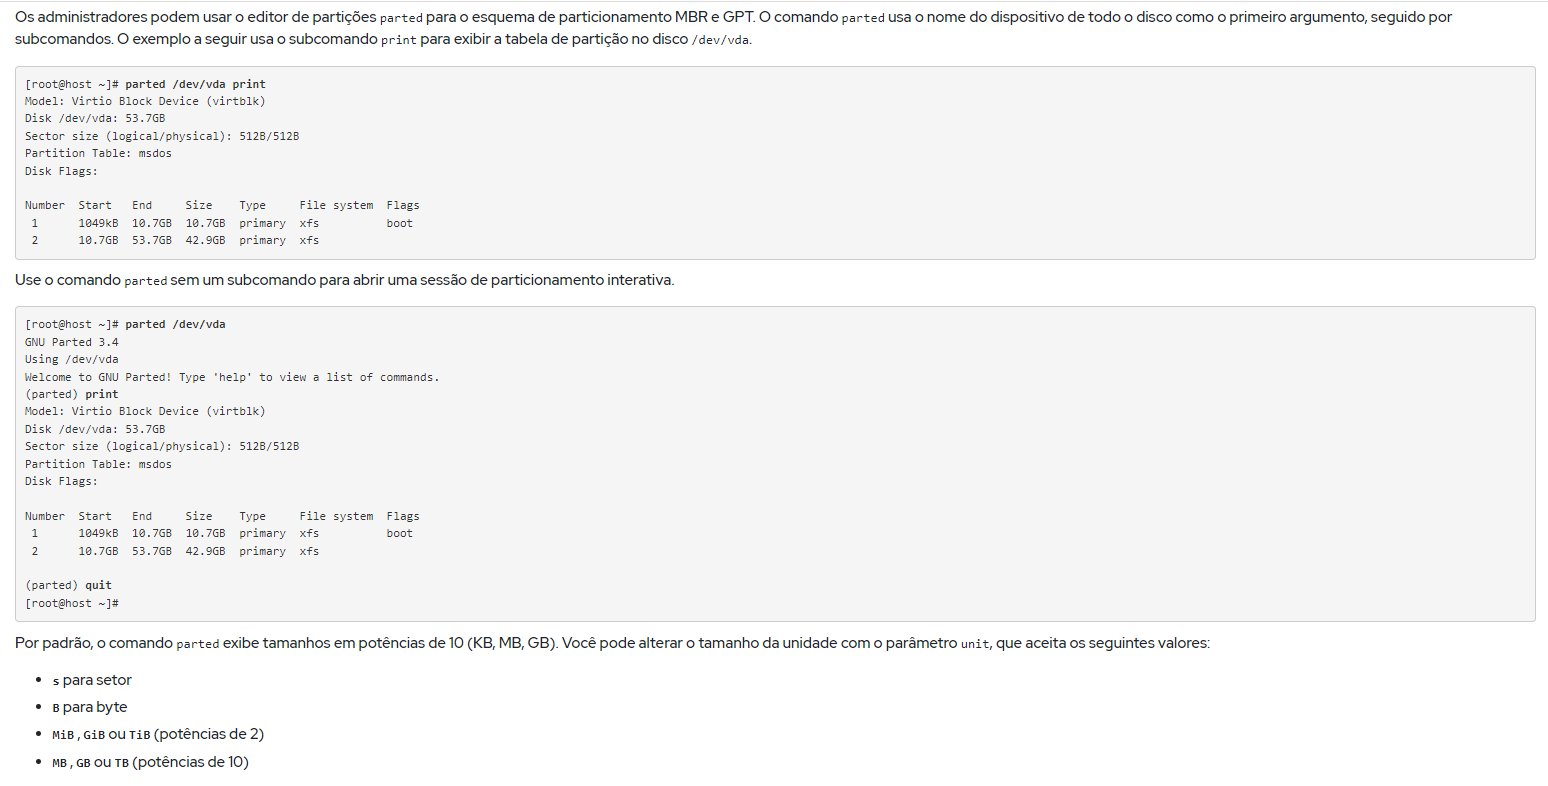 Os administradores podem usar o editor de partições parted para o esquema de particionamento MBR e GPT. O comando parted usa o nome do dispositivo de todo o disco como o primeiro argumento, seguido por
subcomandos. O exemplo a seguir usa o subcomando print para exibir a tabela de partição no disco /dev/vda.
[root@host ~]# parted /dev/vda print
Model: Virtio Block Device (virtblk)
Disk /dev/vda: 53.7GB
Sector size (logical/physical): 512B/512B
Partition Table: msdos
Disk Flags:
Number  Start   End     Size    Type     File system  Flags
 1      1049kB  10.7GB  10.7GB  primary  xfs          boot
 2      10.7GB  53.7GB  42.9GB  primary  xfs
Use o comando parted sem um subcomando para abrir uma sessão de particionamento interativa.
[root@host ~]# parted /dev/vda
GNU Parted 3.4
Using /dev/vda
Welcome to GNU Parted! Type 'help' to view a list of commands.
(parted) print
Model: Virtio Block Device (virtblk)
Disk /dev/vda: 53.7GB
Sector size (logical/physical): 512B/512B
Partition Table: msdos
Disk Flags:
Number  Start   End     Size    Type     File system  Flags
 1      1049kB  10.7GB  10.7GB  primary  xfs          boot
 2      10.7GB  53.7GB  42.9GB  primary  xfs
(parted) quit
[root@host ~]#
Por padrão, o comando parted exibe tamanhos em potências de 10 (KB, MB, GB). Você pode alterar o tamanho da unidade com o parâmetro unit, que aceita os seguintes valores:
• s para setor
• B para byte
• MiB , GiB ou TiB (potências de 2)
• MB , GB ou TB (potências de 10)